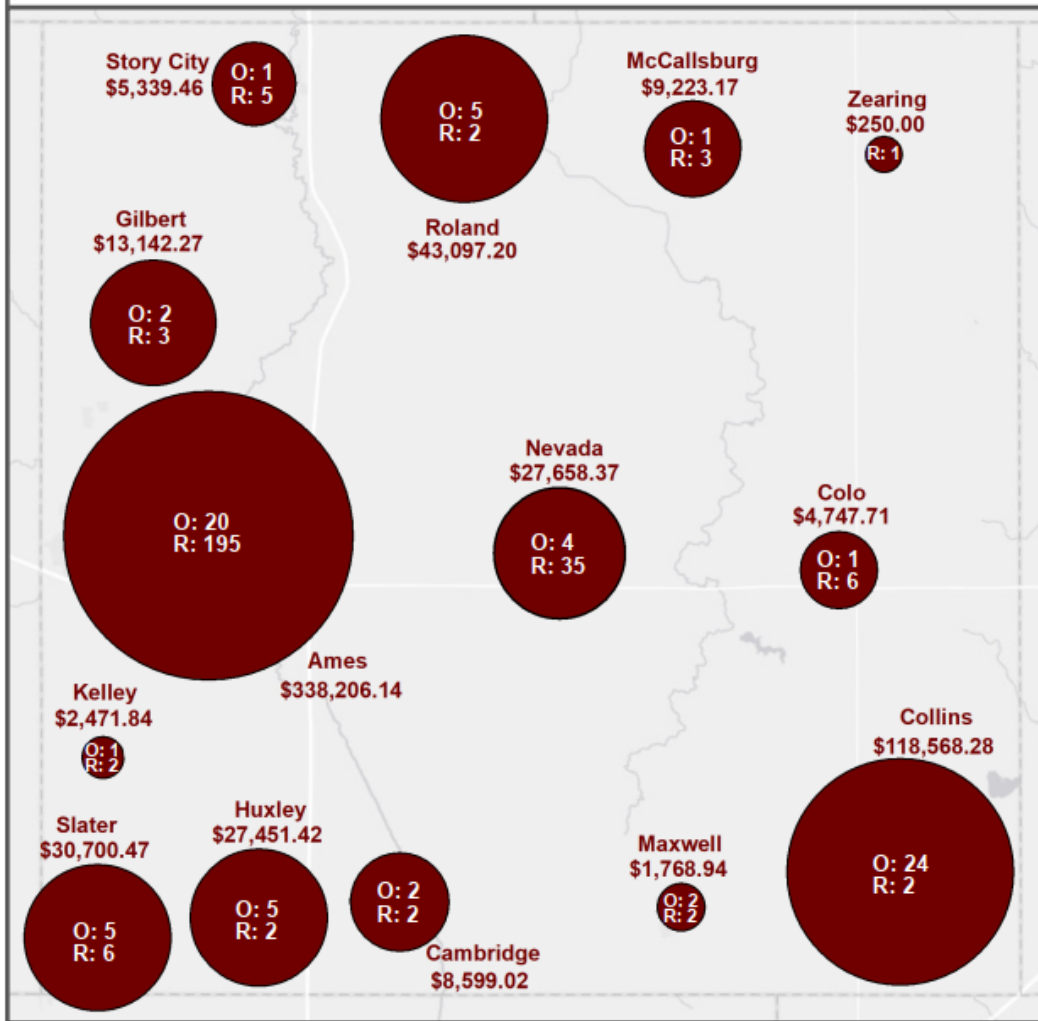 Story City
$5,339.46
O: 1
R: 5
O: 5
R: 2
Roland
$43,097.20
McCallsburg
$9,223.17
O: 1
R: 3
Zearing
$250.00
R: 1
Gilbert
$13,142.27
O: 2
R: 3
O: 20
R: 195
Ames
$338,206.14
Nevada
$27,658.37
O: 4
R: 35
Colo
$4,747.71
O: 1
R: 6
Kelley
$2,471.84
O: 1
R: 2
Collins
$118,568.28
O: 24
R: 2
Slater
$30,700.47
O: 5
R: 6
Huxley
$27,451.42
O: 5
R: 2
O: 2
R: 2
Cambridge
$8,599.02
Maxwell
$1,768.94
O: 2
R: 2